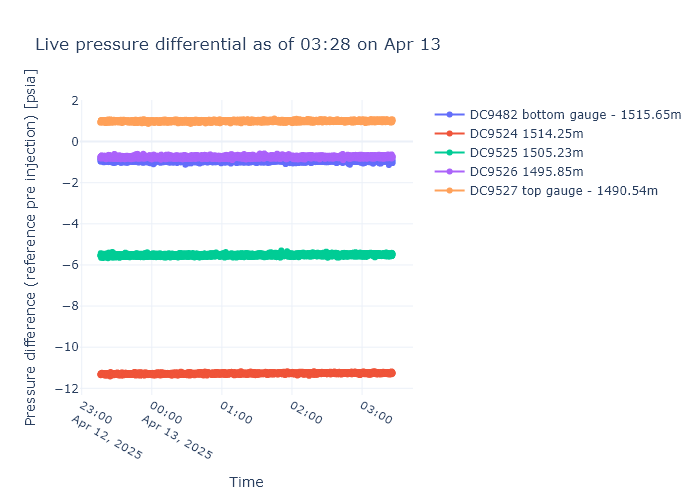 Live pressure differential as of 03:28 on Apr 13
Pressure difference (reference pre injection) [psia]
2
0
−2
−4
−6
−8
−10
−12
23:00
Apr 12, 2025
00:00
Apr 13, 2025
01:00
02:00
03:00
Time
DC9482 bottom gauge - 1515.65m
DC9524 1514.25m
DC9525 1505.23m
DC9526 1495.85m
DC9527 top gauge - 1490.54m